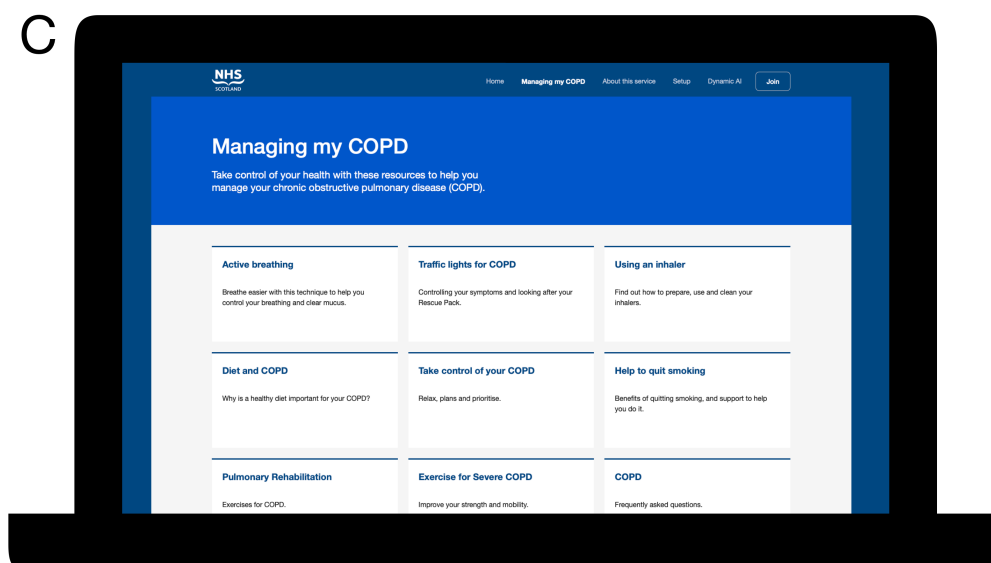 C
NHS
SCOTLAND
Home Managing my COPD About this service Setup Dynamic AI Join
Managing my COPD
Take control of your health with these resources to help you
manage your chronic obstructive pulmonary disease (COPD).
Active breathing
Breathe easier with this technique to help you
control your breathing and clear mucus.
Traffic lights for COPD
Controlling your symptoms and looking after your
Rescue Pack.
Using an inhaler
Find out how to prepare, use and clean your
inhalers.
Diet and COPD
Why is a healthy diet important for your COPD?
Take control of your COPD
Relax, plans and prioritise.
Help to quit smoking
Benefits of quitting smoking, and support to help
you do it.
Pulmonary Rehabilitation
Exercises for COPD.
Exercise for Severe COPD
Improve your strength and mobility.
COPD
Frequently asked questions.